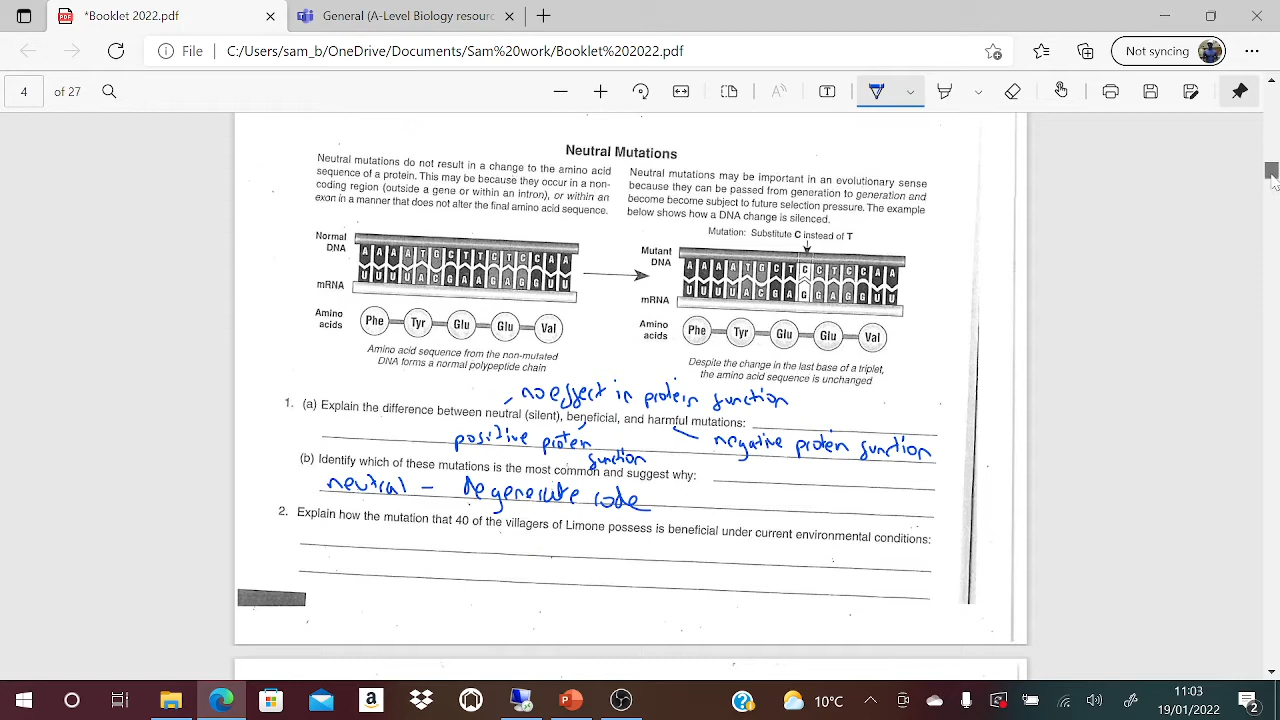 *Booklet 2022.pdf
General (A-Level Biology resourc
File
C:/Users/sam_b/OneDrive/Documents/Sam%20work/Booklet%202022.pdf
Not syncing
4
of 27
Neutral Mutations
Neutral mutations do not result in a change to the amino acid
sequence of a protein. This may be because they occur in a non-
coding region (outside a gene or within an intron), or within an
exon in a manner that does not alter the final amino acid sequence.
Neutral mutations may be important in an evolutionary sense
because they can be passed from generation to generation and
become become subject to future selection pressure. The example
below shows how a DNA change is silenced.
Mutation: Substitute C instead of T
Normal
DNA
A A A A T G C T T C T C C A A
U U U U A C G A A G A G G U U
mRNA
Amino
acids
Phe Tyr Glu Glu Val
Amino acid sequence from the non-mutated
DNA forms a normal polypeptide chain
Mutant
DNA
A A A A T G C T C C T C C A A
U U U U A C G A G G A G G U U
mRNA
Amino
acids
Phe Tyr Glu Glu Val
Despite the change in the last base of a triplet,
the amino acid sequence is unchanged
no effect in protein function
1. (a) Explain the difference between neutral (silent), beneficial, and harmful mutations:
positive protein
function
negative protein function
(b) Identify which of these mutations is the most common and suggest why:
neutral – degenerate code
2. Explain how the mutation that 40 of the villagers of Limone possess is beneficial under current environmental conditions:
10°C
11:03
19/01/2022
2